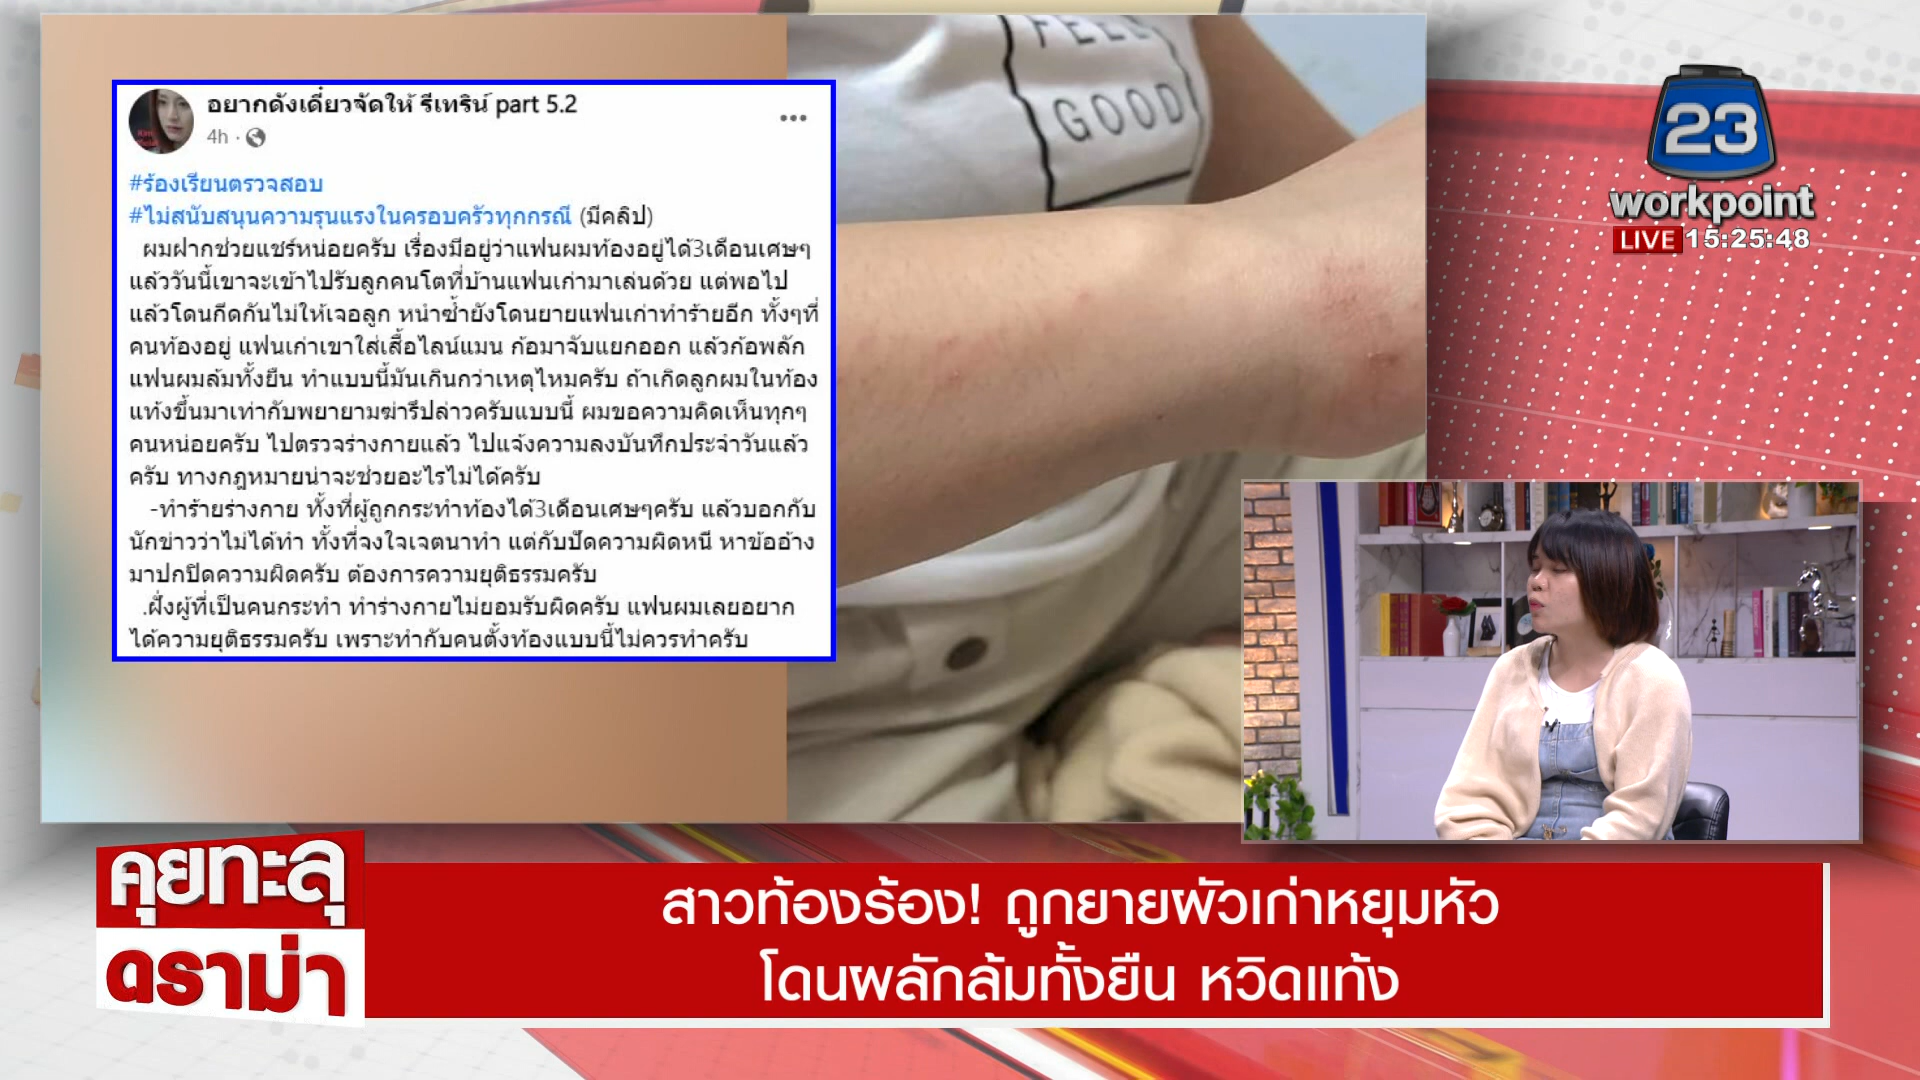 อยากดังเดี๋ยวจัดให้ รีเทริน์ part 5.2
4h
#ร้องเรียนตรวจสอบ
#ไม่สนับสนุนความรุนแรงในครอบครัวทุกกรณี (มีคลิป)
ผมฝากช่วยแชร์หน่อยครับ เรื่องมีอยู่ว่าแฟนผมท้องอยู่ได้3เดือนเศษๆ
แล้ววันนี้เขาจะเข้าไปรับลูกคนโตที่บ้านแฟนเก่ามาเล่นด้วย แต่พอไป
แล้วโดนกีดกันไม่ให้เจอลูก หนำซ้ำยังโดนยายแฟนเก่าทำร้ายอีก ทั้งๆที่
คนท้องอยู่ แฟนเก่าเขาใส่เสื้อไลน์แมน ก้อมาจับแยกออก แล้วก้อพลัก
แฟนผมล้มทั้งยืน ทำแบบนี้มันเกินกว่าเหตุไหมครับ ถ้าเกิดลูกผมในท้อง
แท้งขึ้นมาเท่ากับพยายามฆ่ารึปล่าวครับแบบนี้ ผมขอความคิดเห็นทุกๆ
คนหน่อยครับ ไปตรวจร่างกายแล้ว ไปแจ้งความลงบันทึกประจำวันแล้ว
ครับ ทางกฎหมายน่าจะช่วยอะไรไม่ได้ครับ
-ทำร้ายร่างกาย ทั้งที่ผู้ถูกกระทำท้องได้3เดือนเศษๆครับ แล้วบอกกับ
นักข่าวว่าไม่ได้ทำ ทั้งที่จงใจเจตนาทำ แต่กับปัดความผิดหนี หาข้ออ้าง
มาปกปิดความผิดครับ ต้องการความยุติธรรมครับ
.ฝั่งผู้ที่เป็นคนกระทำ ทำร่างกายไม่ยอมรับผิดครับ แฟนผมเลยอยาก
ได้ความยุติธรรมครับ เพราะทำกับคนตั้งท้องแบบนี้ไม่ควรทำครับ
FEEL
GOOD
23
workpoint
LIVE 15:25:48
คุยทะลุ
ดราม่า
สาวท้องร้อง! ถูกยายผัวเก่าหยุมหัว
โดนผลักล้มทั้งยืน หวิดแท้ง